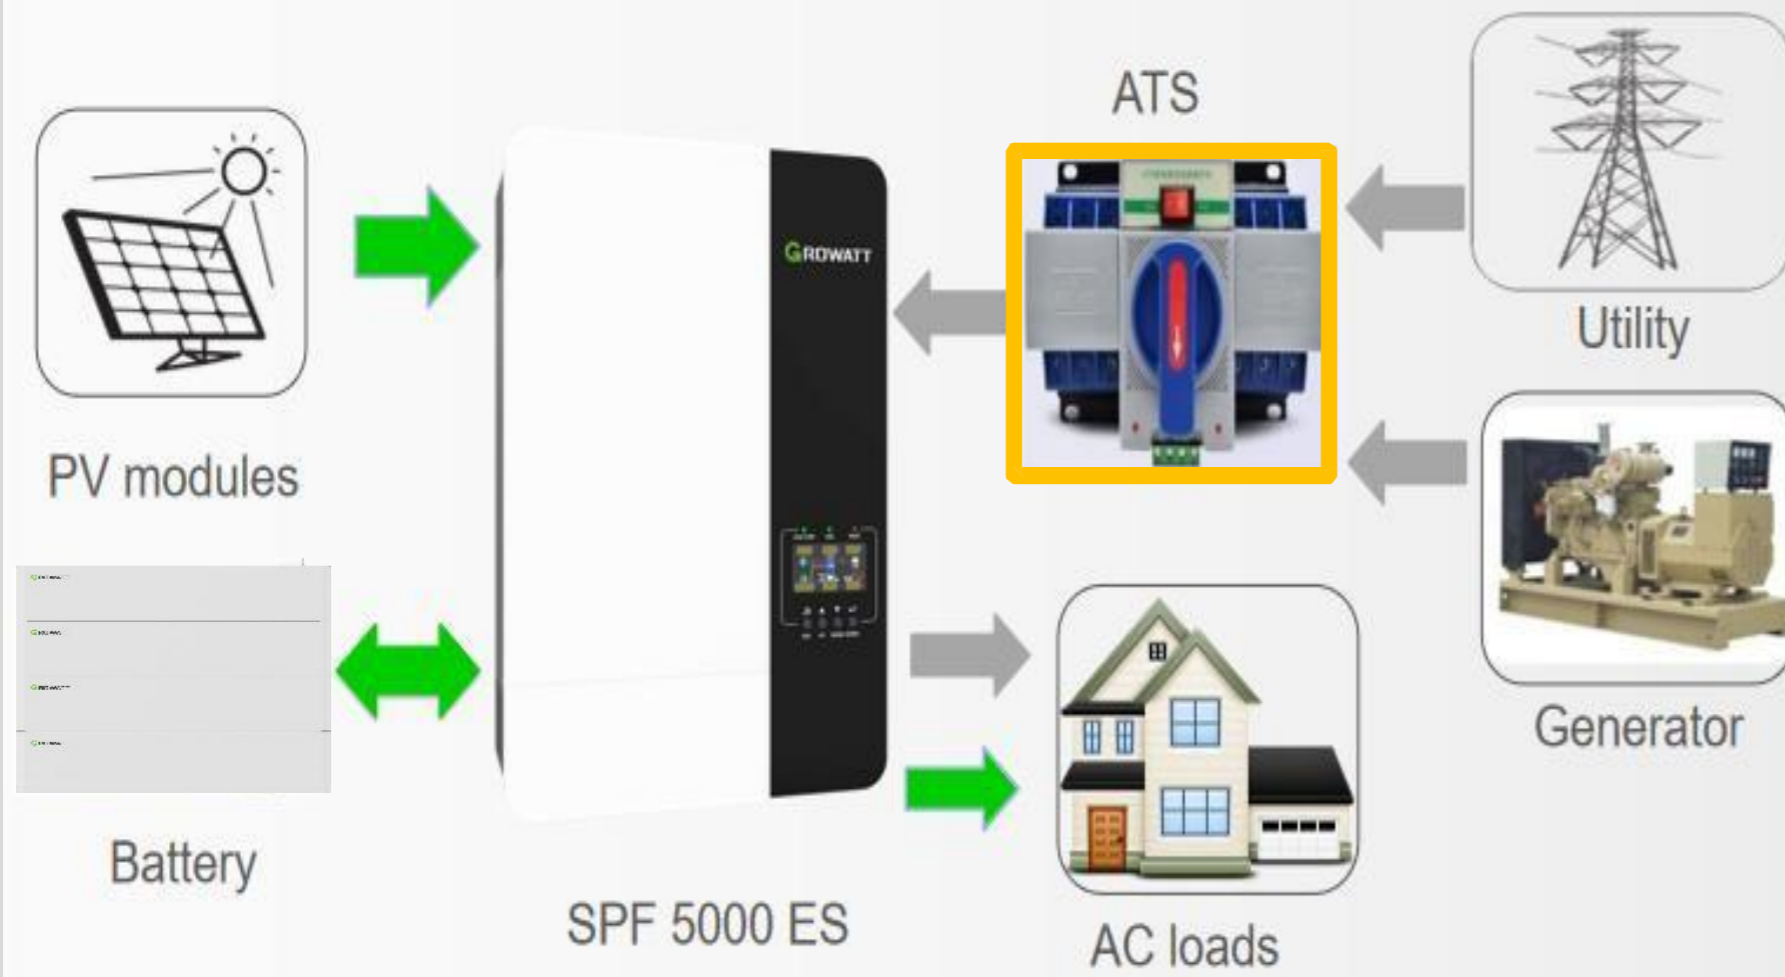 ATS
GROWATT
Utility
PV modules
Generator
Battery
SPF 5000 ES
AC loads